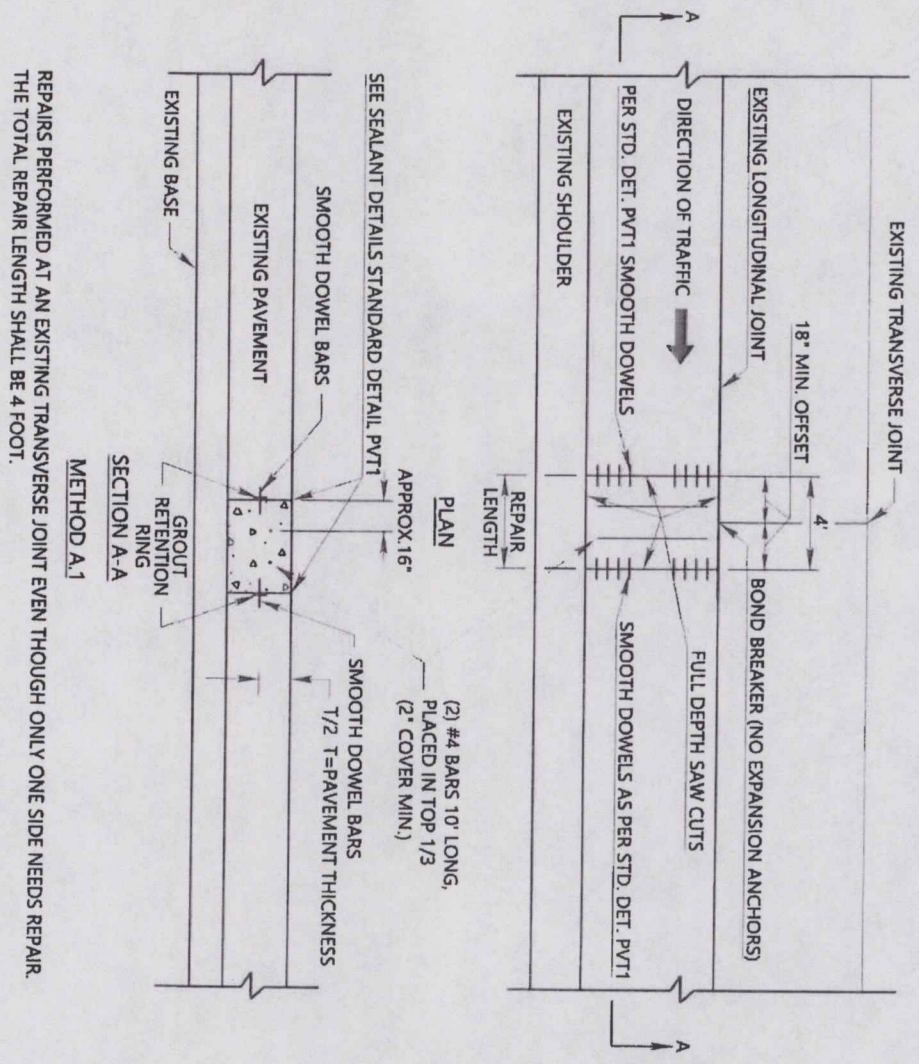 EXISTING TRANSVERSE JOINT
18" MIN. OFFSET
4'
EXISTING LONGITUDINAL JOINT
BOND BREAKER (NO EXPANSION ANCHORS)
DIRECTION OF TRAFFIC
FULL DEPTH SAW CUTS
PER STD. DET. PVT1 SMOOTH DOWELS
SMOOTH DOWELS AS PER STD. DET. PVT1
A
A
EXISTING SHOULDER
REPAIR
LENGTH
PLAN
(2) #4 BARS 10' LONG,
PLACED IN TOP 1/3
(2" COVER MIN.)
APPROX.16"
SEE SEALANT DETAILS STANDARD DETAIL PVT1
SMOOTH DOWEL BARS
SMOOTH DOWEL BARS
T/2 T=PAVEMENT THICKNESS
EXISTING PAVEMENT
EXISTING BASE
GROUT
RETENTION
RING
SECTION A-A
METHOD A.1
REPAIRS PERFORMED AT AN EXISTING TRANSVERSE JOINT EVEN THOUGH ONLY ONE SIDE NEEDS REPAIR.
THE TOTAL REPAIR LENGTH SHALL BE 4 FOOT.